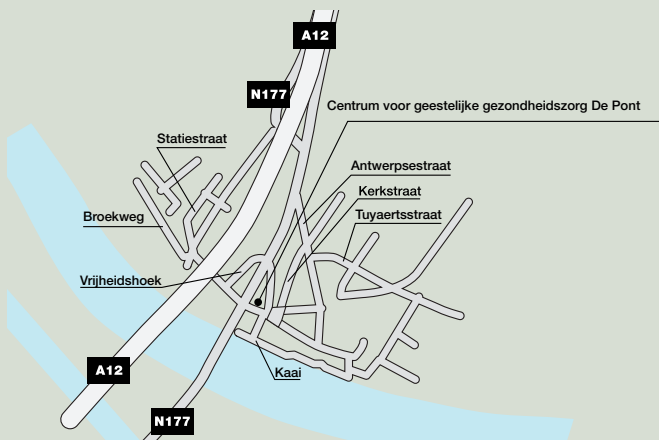 A12
N177
Centrum voor geestelijke gezondheidszorg De Pont
Statiestraat
Antwerpsestraat
Kerkstraat
Tuyaertsstraat
Broekweg
Vrijheidshoek
A12
Kaai
N177